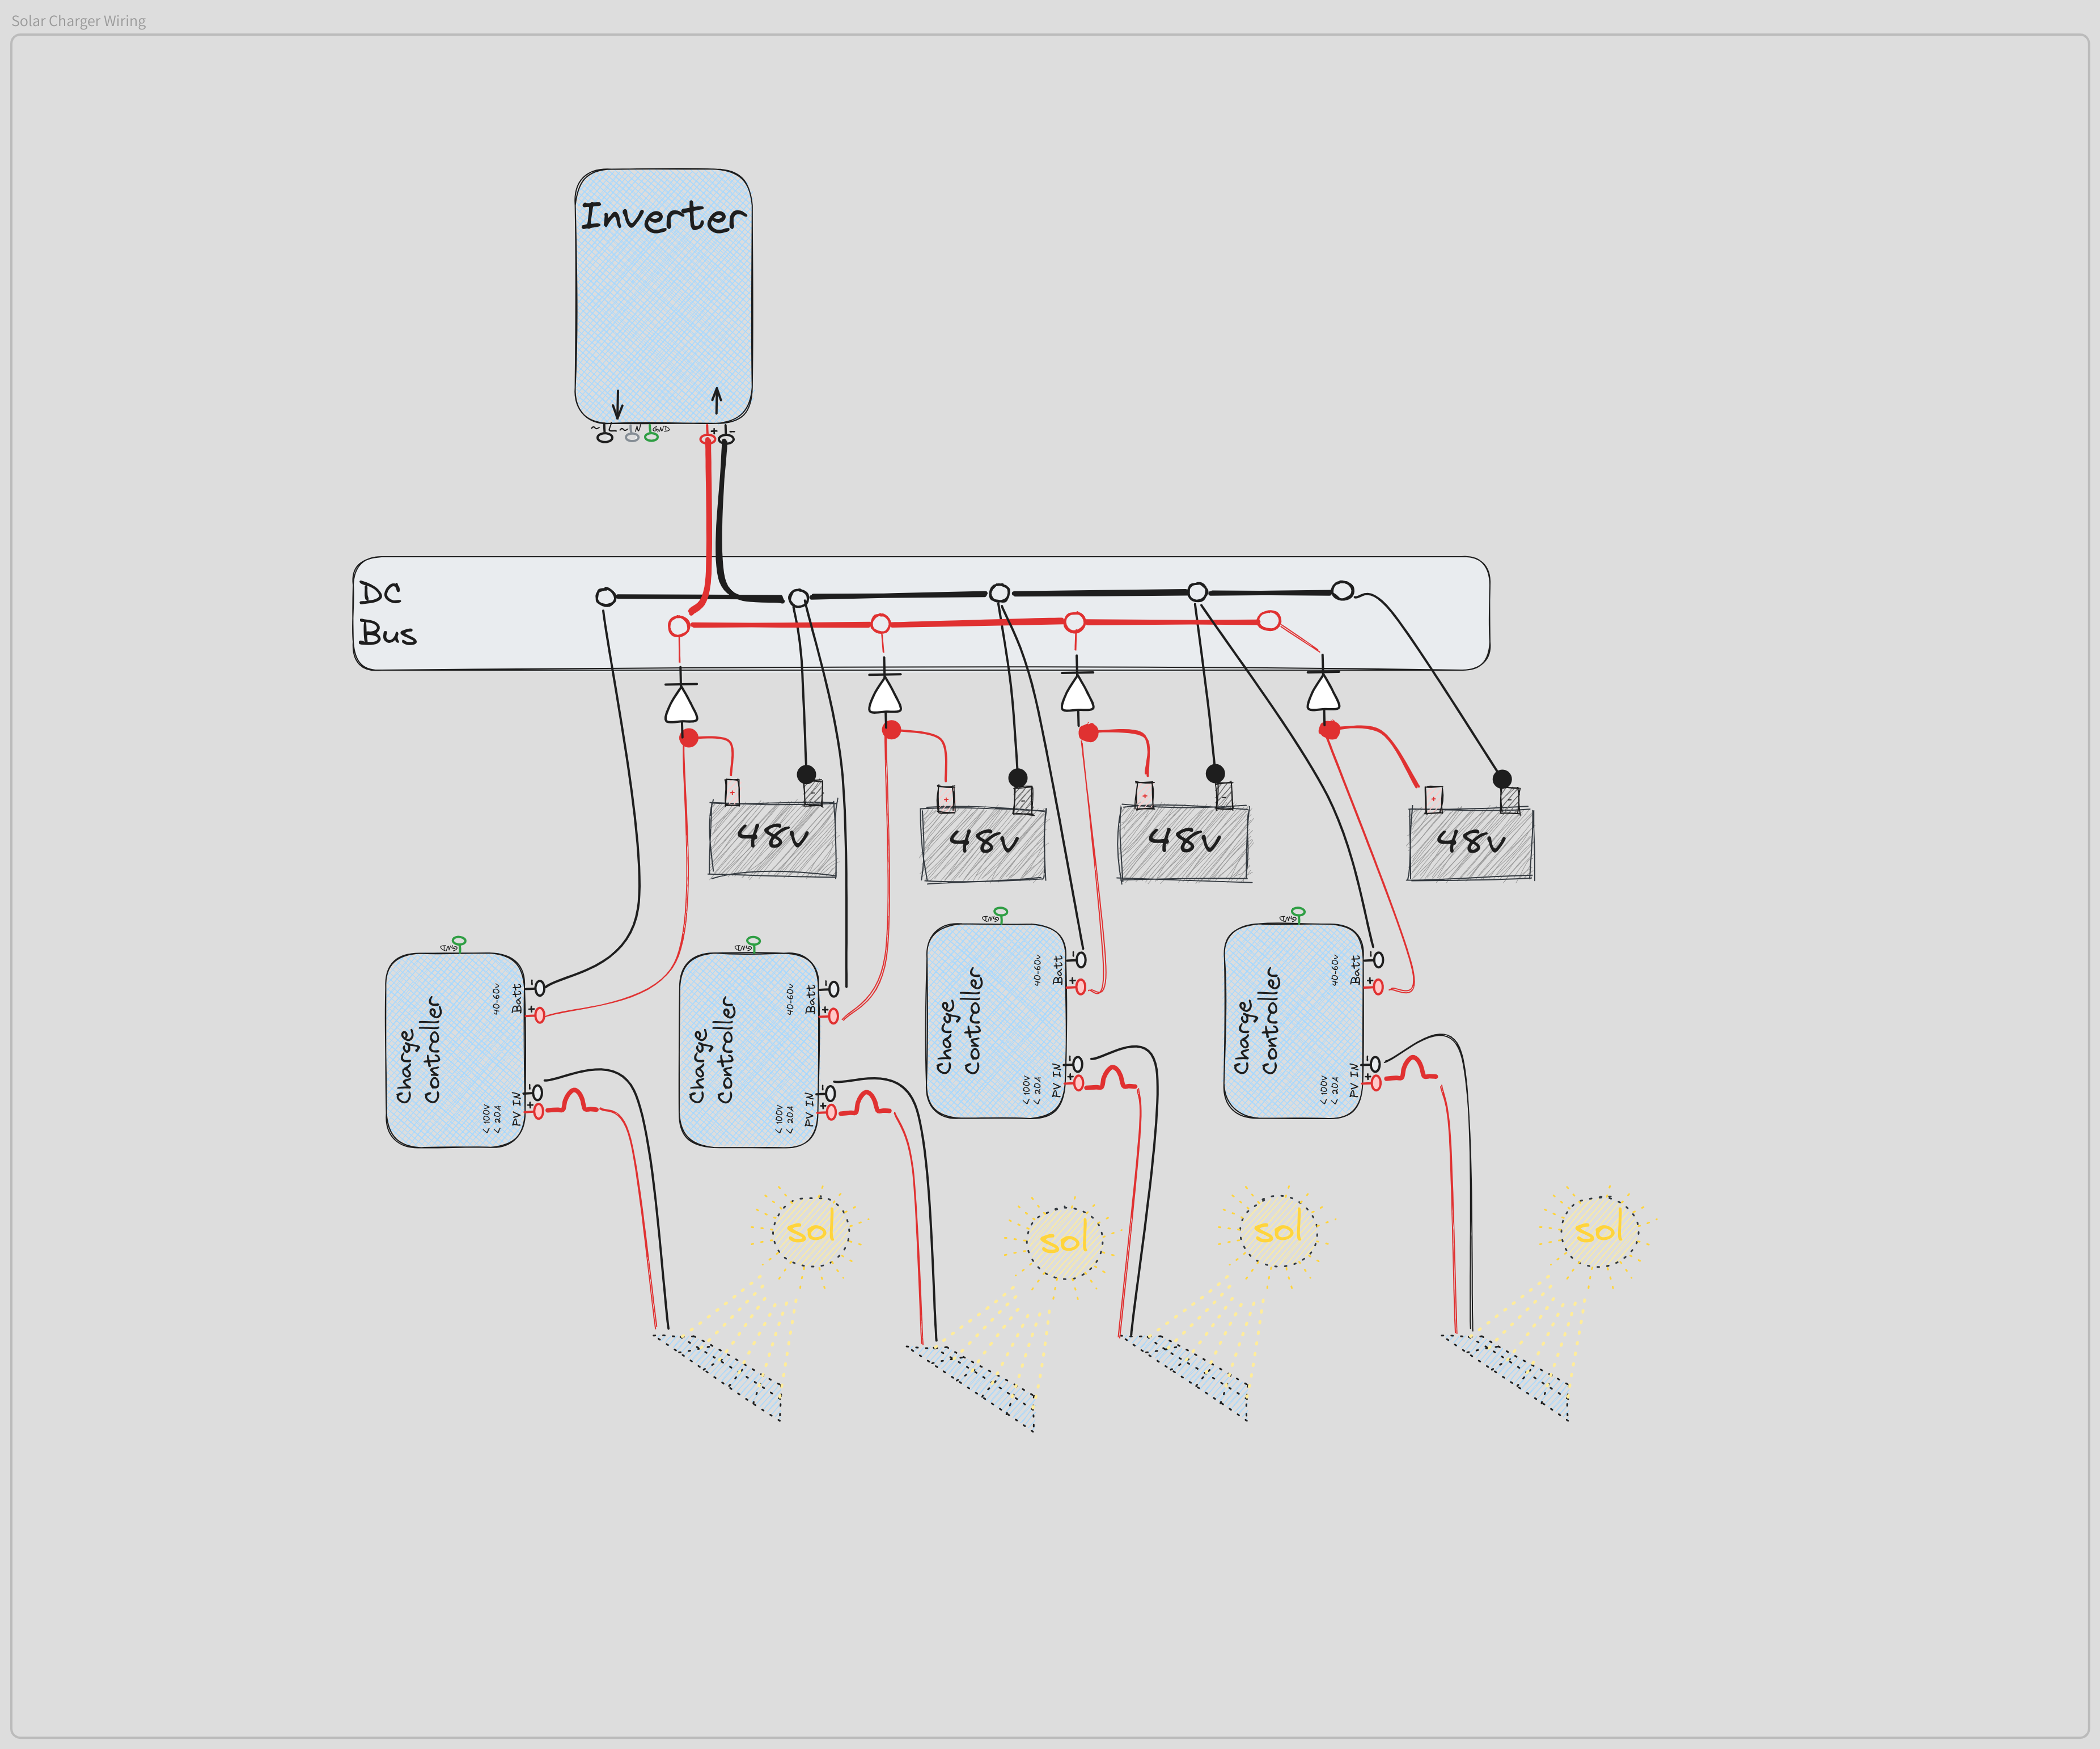 Solar Charger Wiring
Inverter
~ L ~ N GND + -
DC
Bus
+ -
48v
+ -
48v
+ -
48v
+ -
48v
GND
Charge
Controller
40-60v
Batt
- +
< 100v
< 20A
PV IN
- +
GND
Charge
Controller
40-60v
Batt
- +
< 100v
< 20A
PV IN
- +
GND
Charge
Controller
40-60v
Batt
- +
< 100v
< 20A
PV IN
- +
GND
Charge
Controller
40-60v
Batt
- +
< 100v
< 20A
PV IN
- +
sol
sol
sol
sol